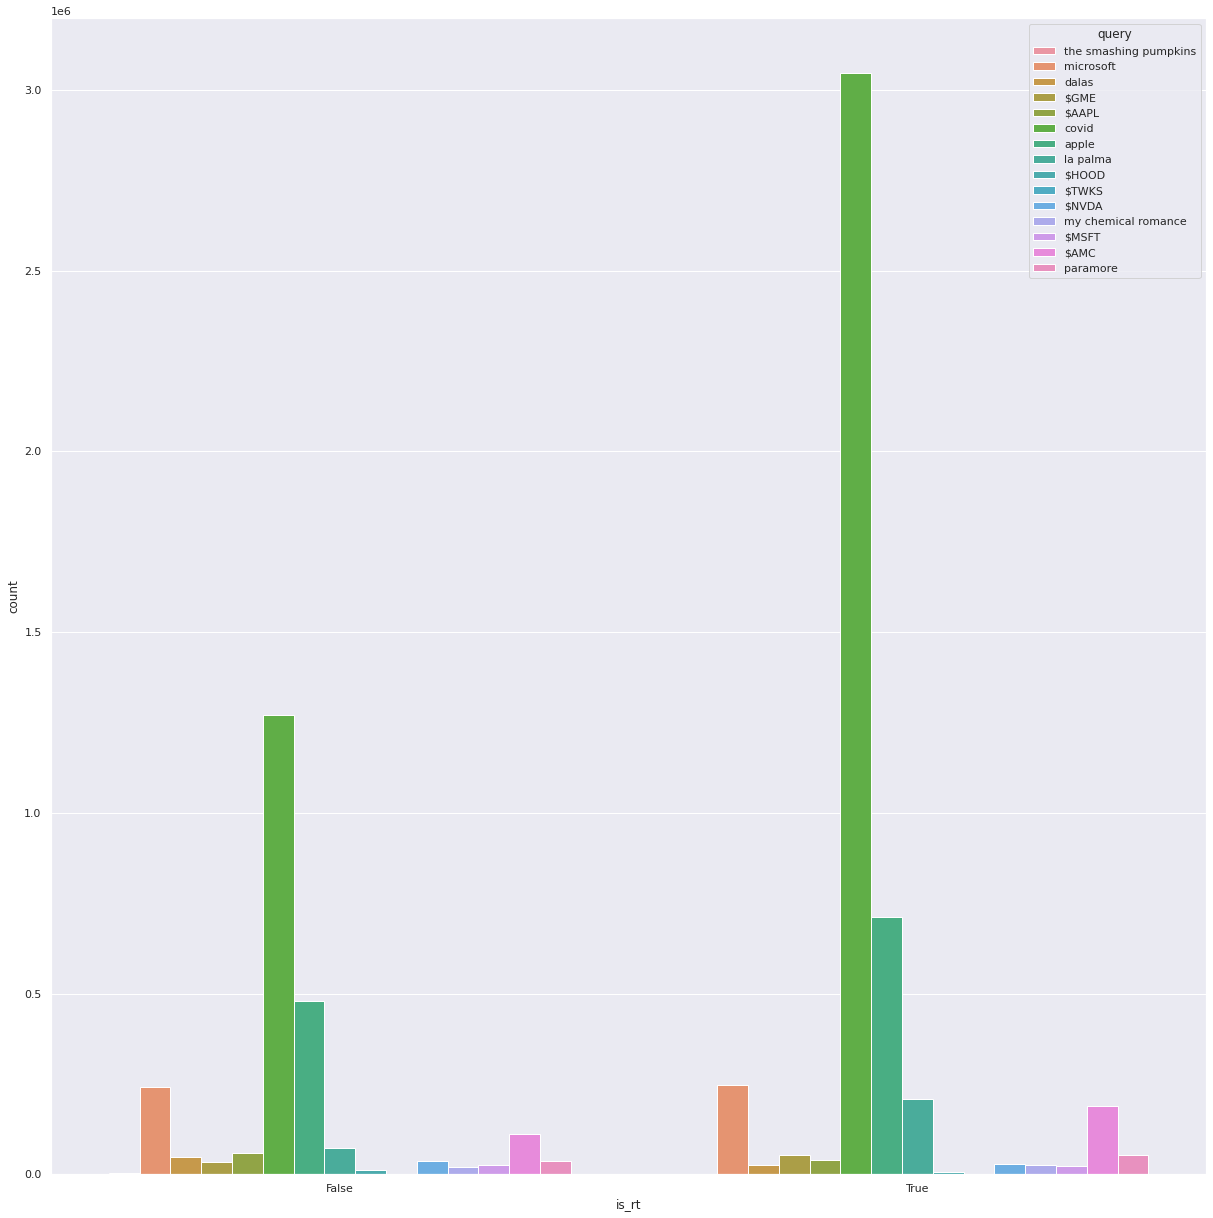 1e6
query
the smashing pumpkins
microsoft
dalas
$GME
$AAPL
covid
apple
la palma
$HOOD
$TWKS
$NVDA
my chemical romance
$MSFT
$AMC
paramore
3.0
2.5
2.0
1.5
1.0
0.5
0.0
count
False
True
is_rt